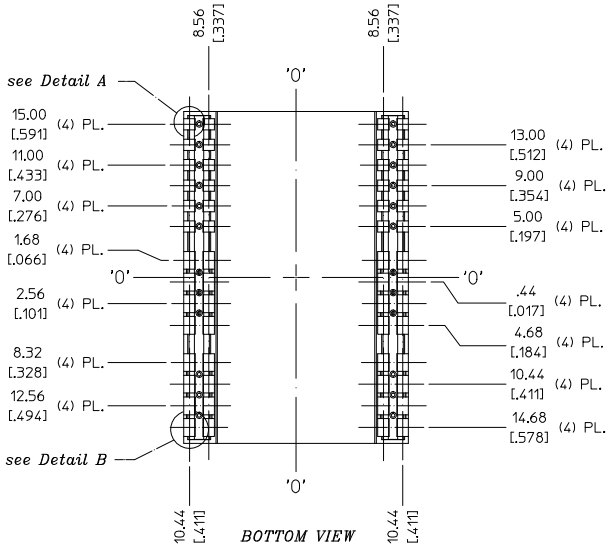 8.56
[.337]
8.56
[.337]
'O'
see Detail A
15.00
[.591] (4) PL.
13.00
[.512] (4) PL.
11.00
[.433] (4) PL.
9.00
[.354] (4) PL.
7.00
[.276] (4) PL.
5.00
[.197] (4) PL.
1.68
[.066] (4) PL.
'O'
'O'
2.56
[.101] (4) PL.
.44
[.017] (4) PL.
4.68
[.184] (4) PL.
8.32
[.328] (4) PL.
10.44
[.411] (4) PL.
12.56
[.494] (4) PL.
14.68
[.578] (4) PL.
see Detail B
'O'
10.44
[.411]
BOTTOM VIEW
10.44
[.411]